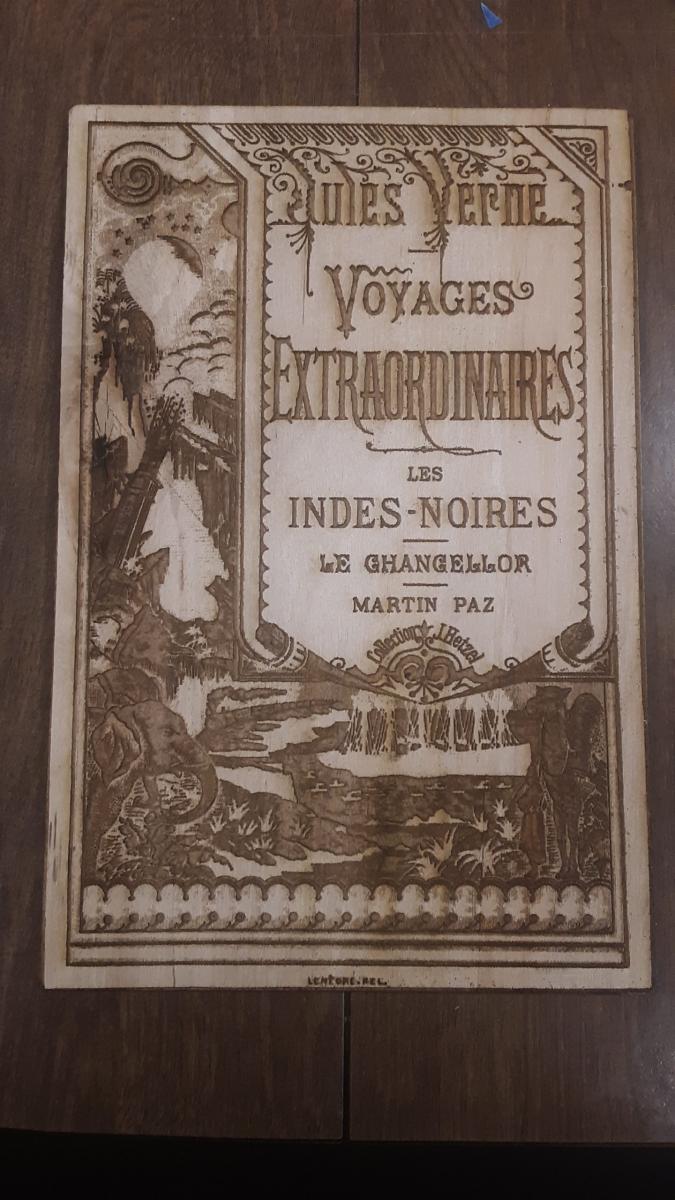 Jules Verne
VOYAGES
EXTRAORDINAIRES
LES
INDES-NOIRES
LE CHANCELLOR
MARTIN PAZ
Collection J. Hetzel